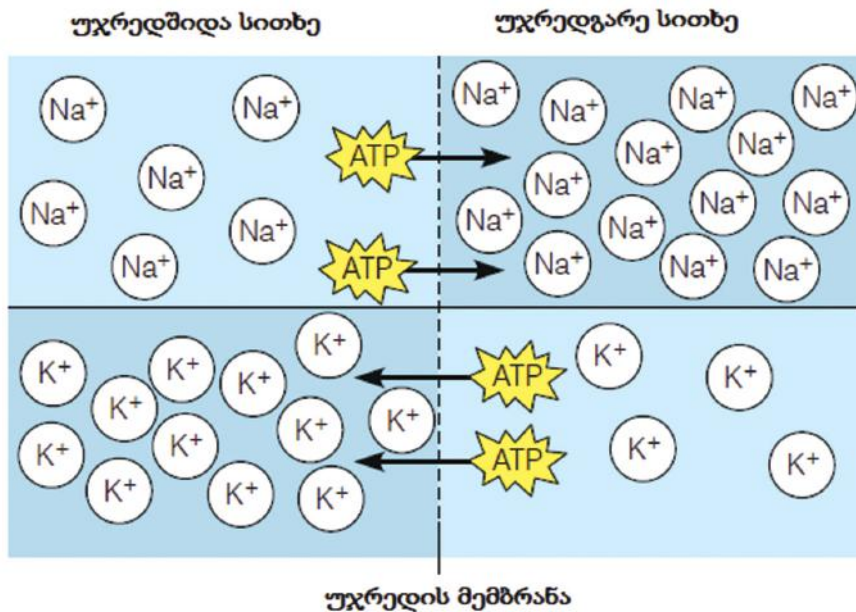 უჯრედშიდა სითხე
უჯრედგარე სითხე
Na⁺ Na⁺
Na⁺
Na⁺ Na⁺
Na⁺
ATP
ATP
Na⁺ Na⁺ Na⁺ Na⁺
Na⁺ Na⁺
Na⁺ Na⁺ Na⁺
Na⁺ Na⁺
Na⁺ Na⁺ Na⁺
K⁺
K⁺ K⁺ K⁺
K⁺ K⁺ K⁺
K⁺ K⁺
K⁺ K⁺ K⁺
ATP
ATP
K⁺ K⁺
K⁺ K⁺
უჯრედის მემბრანა